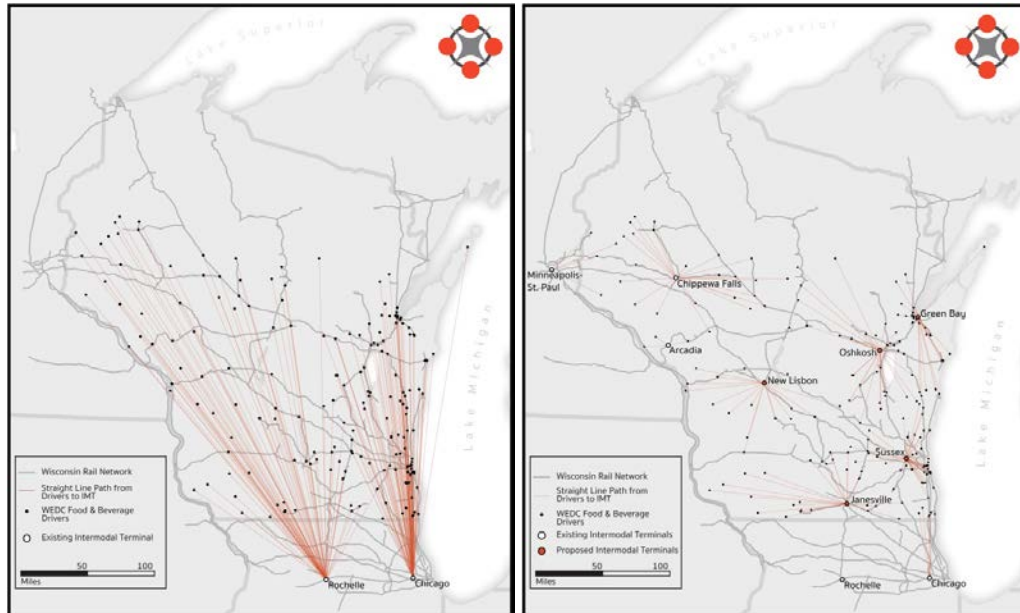 Lake Superior
Lake Michigan
Wisconsin Rail Network
Straight Line Path from
Drivers to IMT
WEDC Food & Beverage
Drivers
Existing Intermodal Terminal
0 50 100
Miles
Rochelle
Chicago
Lake Superior
Minneapolis-
St. Paul
Chippewa Falls
Green Bay
Arcadia
Oshkosh
New Lisbon
Lake Michigan
Sussex
Janesville
Wisconsin Rail Network
Straight Line Path from
Drivers to IMT
WEDC Food & Beverage
Drivers
Existing Intermodal Terminals
Proposed Intermodal Terminals
0 50 100
Miles
Rochelle
Chicago